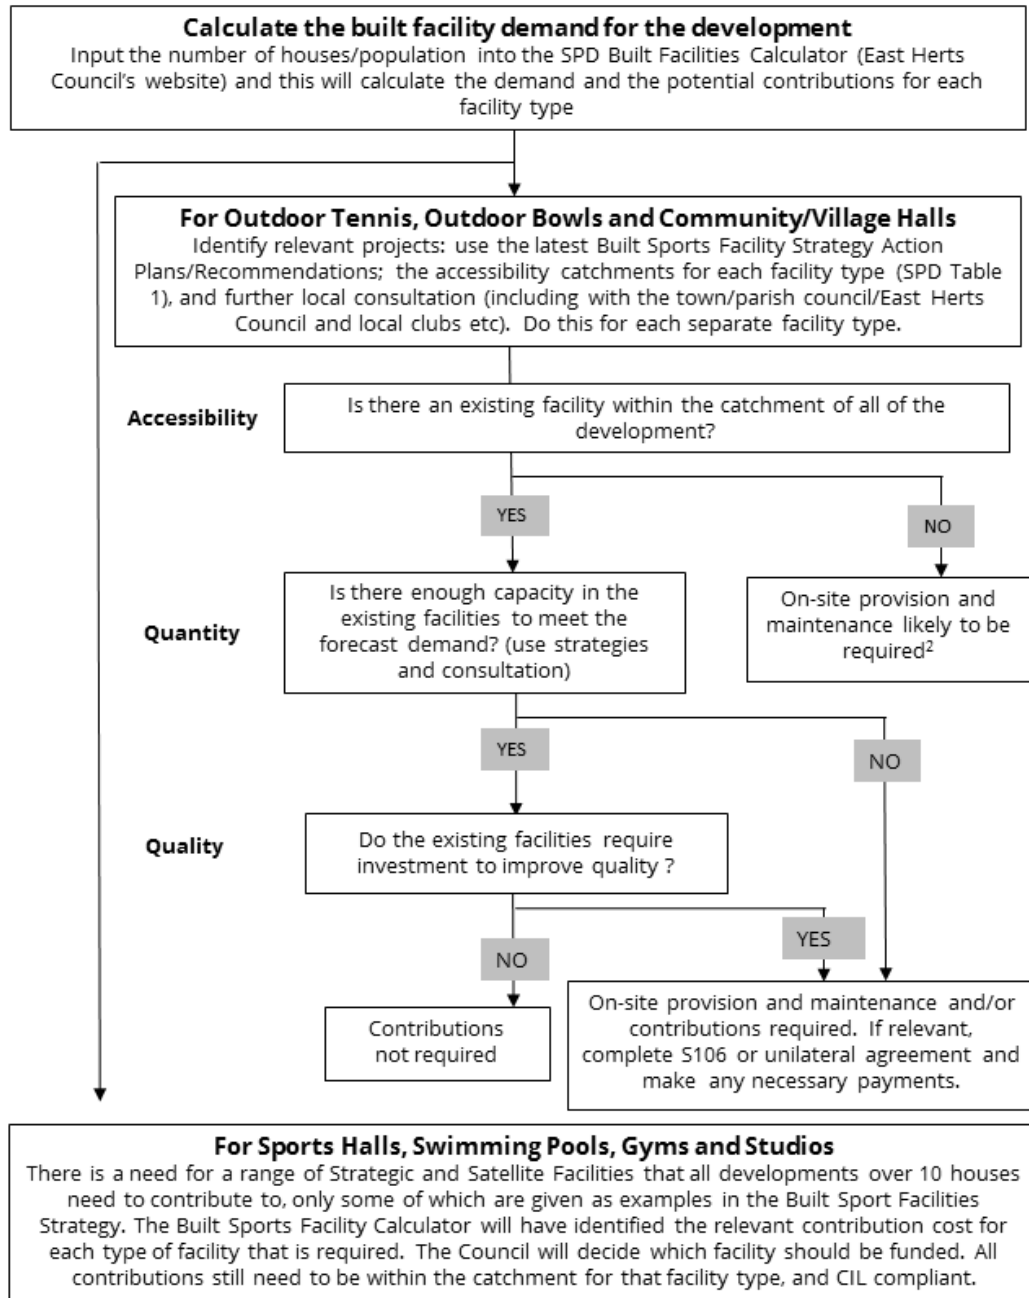 Calculate the built facility demand for the development
Input the number of houses/population into the SPD Built Facilities Calculator (East Herts
Council's website) and this will calculate the demand and the potential contributions for each
facility type
For Outdoor Tennis, Outdoor Bowls and Community/Village Halls
Identify relevant projects: use the latest Built Sports Facility Strategy Action
Plans/Recommendations; the accessibility catchments for each facility type (SPD Table
1), and further local consultation (including with the town/parish council/East Herts
Council and local clubs etc). Do this for each separate facility type.
Accessibility
Is there an existing facility within the catchment of all of the
development?
YES
NO
Quantity
Is there enough capacity in the
existing facilities to meet the
forecast demand? (use strategies
and consultation)
On-site provision and
maintenance likely to be
required²
YES
NO
Quality
Do the existing facilities require
investment to improve quality ?
NO
YES
Contributions
not required
On-site provision and maintenance and/or
contributions required. If relevant,
complete S106 or unilateral agreement and
make any necessary payments.
For Sports Halls, Swimming Pools, Gyms and Studios
There is a need for a range of Strategic and Satellite Facilities that all developments over 10 houses
need to contribute to, only some of which are given as examples in the Built Sport Facilities
Strategy. The Built Sports Facility Calculator will have identified the relevant contribution cost for
each type of facility that is required. The Council will decide which facility should be funded. All
contributions still need to be within the catchment for that facility type, and CIL compliant.